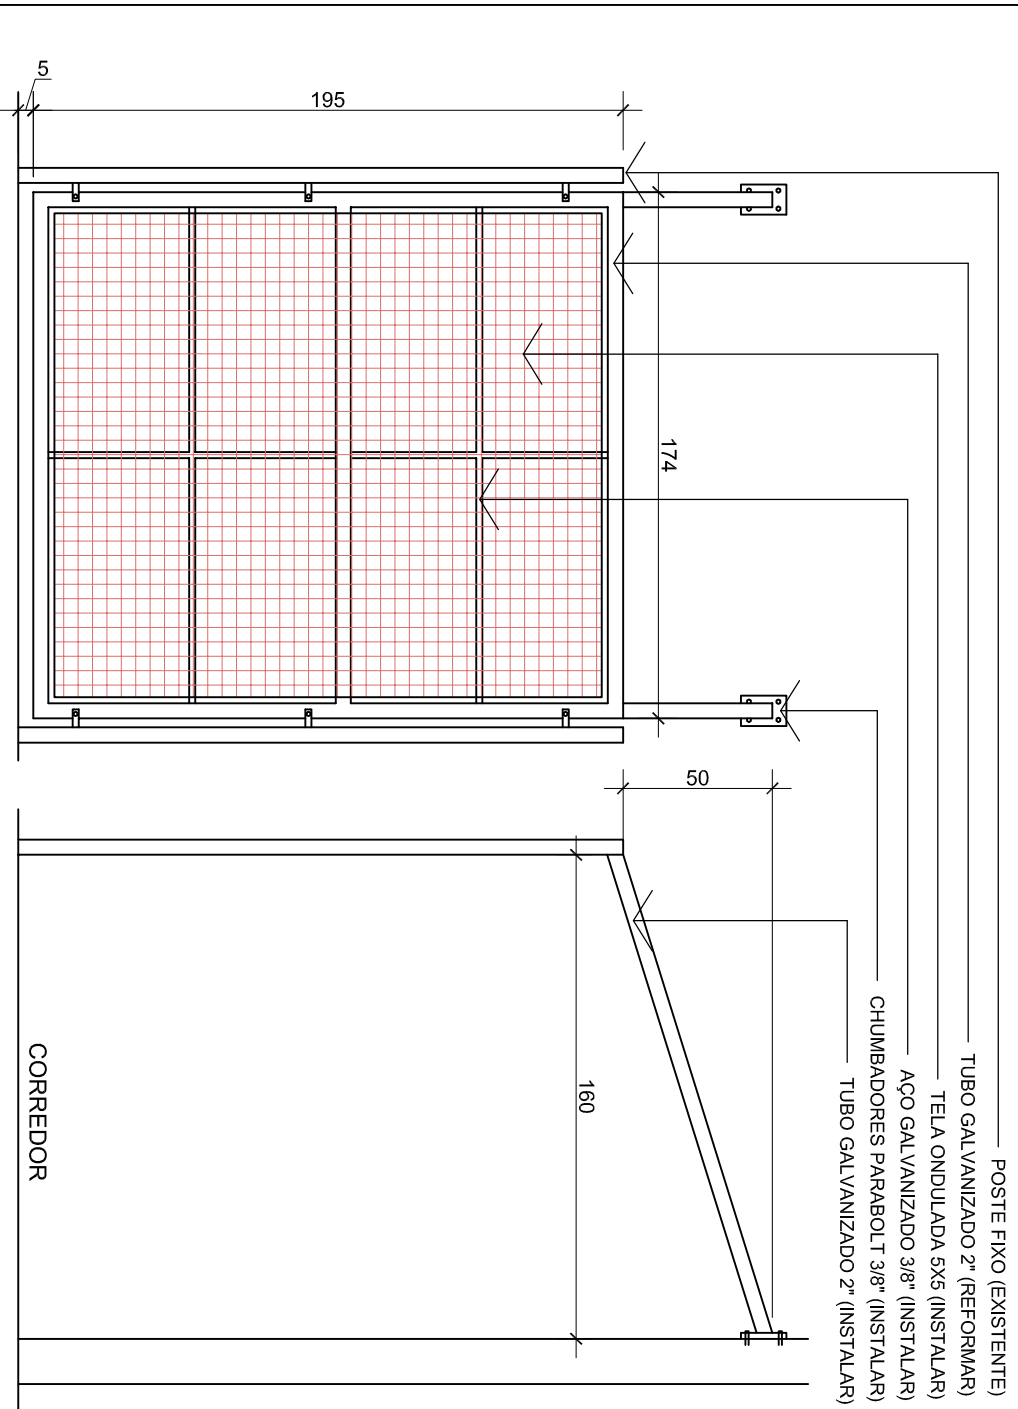 POSTE FIXO (EXISTENTE)
TUBO GALVANIZADO 2" (REFORMAR)
TELA ONDULADA 5X5 (INSTALAR)
AÇO GALVANIZADO 3/8" (INSTALAR)
CHUMBADORES PARABOLT 3/8" (INSTALAR)
TUBO GALVANIZADO 2" (INSTALAR)
5
195
174
50
160
CORREDOR